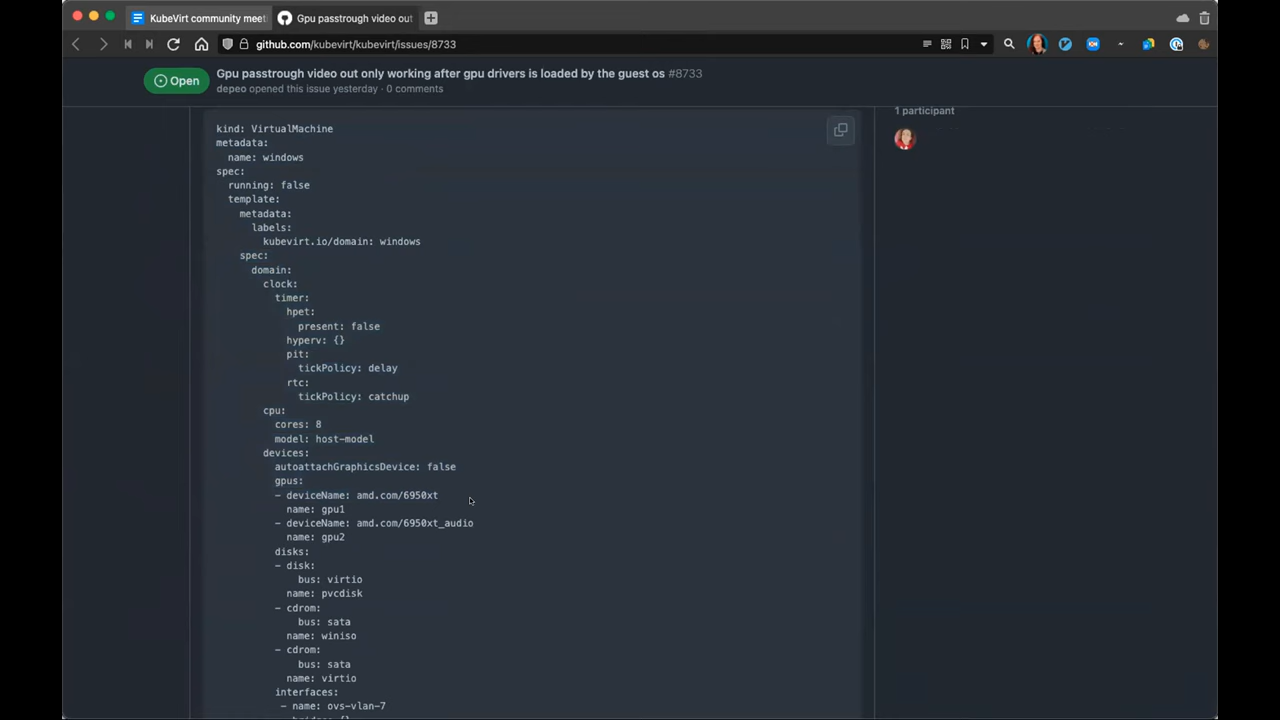 KubeVirt community meet
Gpu passtrough video out
github.com/kubevirt/kubevirt/issues/8733
Open
Gpu passtrough video out only working after gpu drivers is loaded by the guest os #8733
depeo opened this issue yesterday · 0 comments
1 participant
kind: VirtualMachine
metadata:
name: windows
spec:
running: false
template:
metadata:
labels:
kubevirt.io/domain: windows
spec:
domain:
clock:
timer:
hpet:
present: false
hyperv: {}
pit:
tickPolicy: delay
rtc:
tickPolicy: catchup
cpu:
cores: 8
model: host-model
devices:
autoattachGraphicsDevice: false
gpus:
- deviceName: amd.com/6950xt
name: gpu1
- deviceName: amd.com/6950xt_audio
name: gpu2
disks:
- disk:
bus: virtio
name: pvcdisk
- cdrom:
bus: sata
name: winiso
- cdrom:
bus: sata
name: virtio
interfaces:
- name: ovs-vlan-7